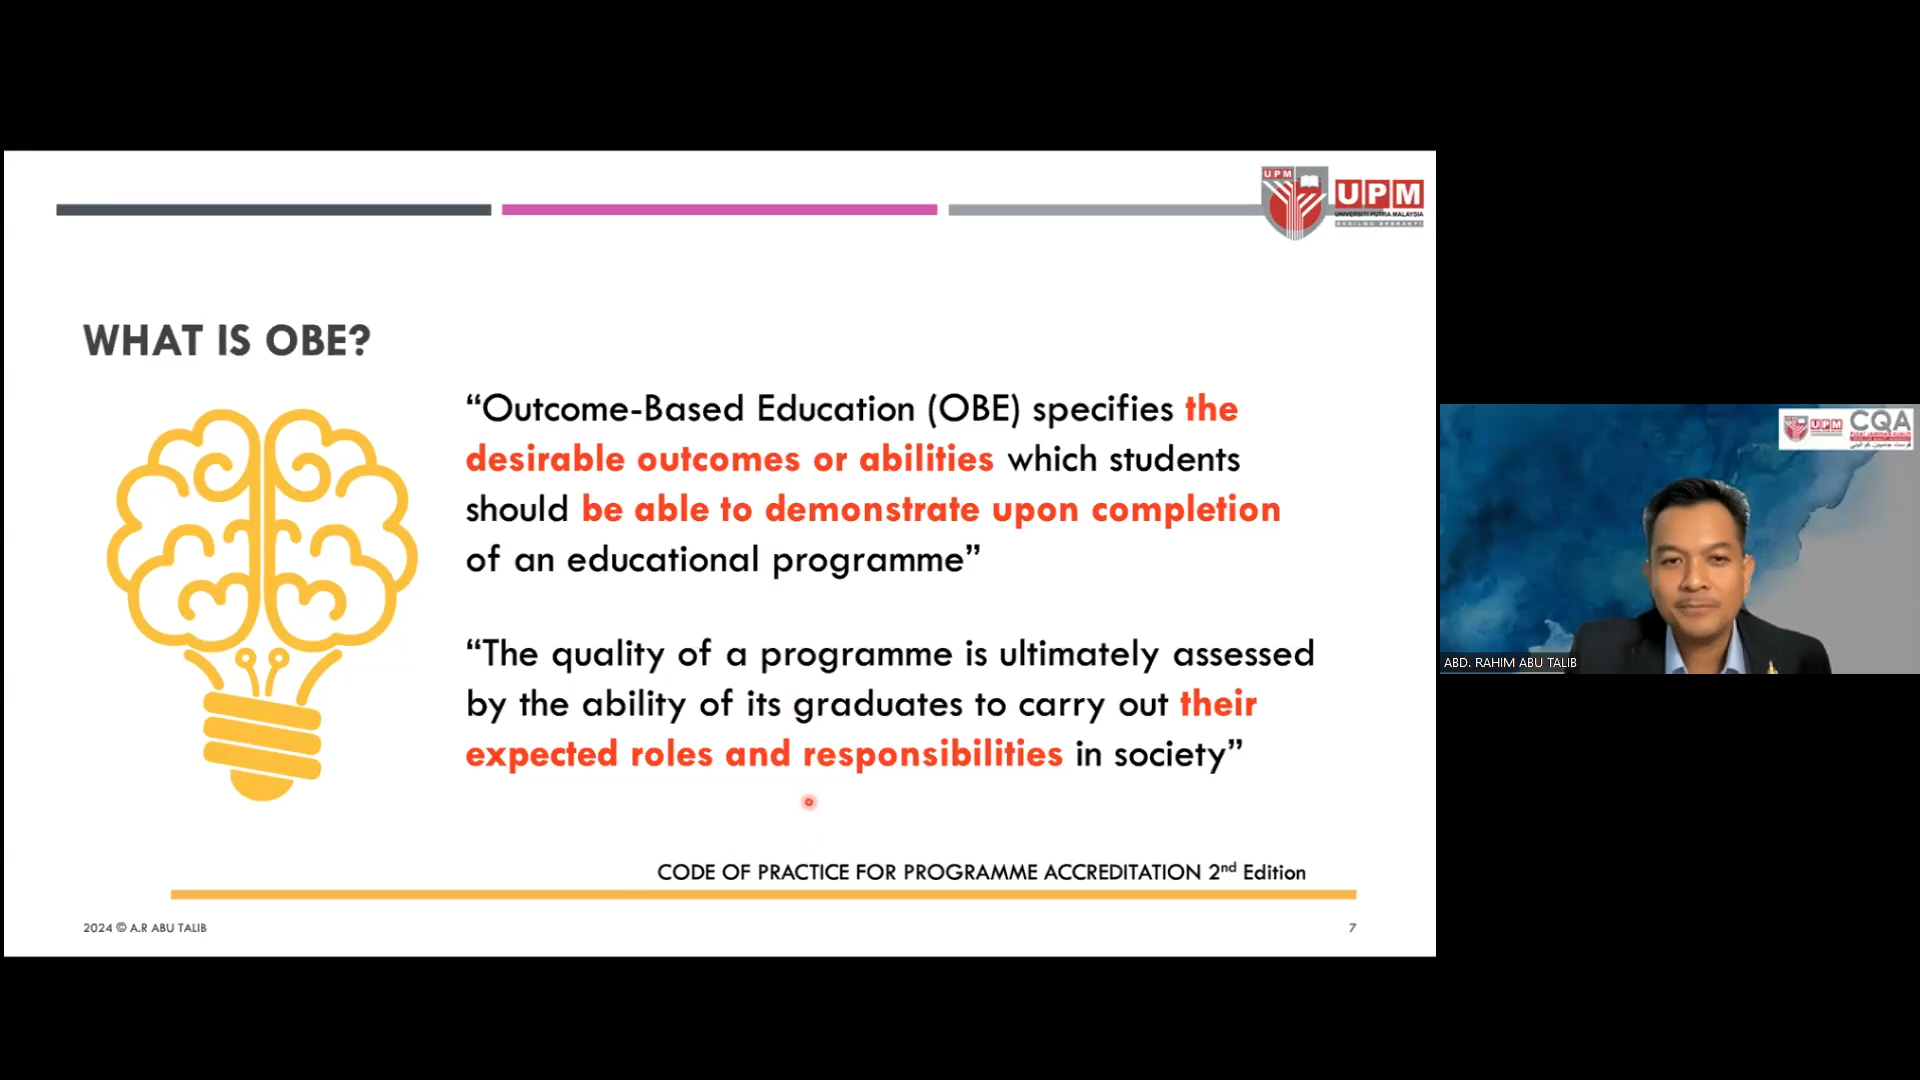 UPM
UPM
UNIVERSITI PUTRA MALAYSIA
BERILMU BERBAKTI
WHAT IS OBE?
“Outcome-Based Education (OBE) specifies the
desirable outcomes or abilities which students
should be able to demonstrate upon completion
of an educational programme”
“The quality of a programme is ultimately assessed
by the ability of its graduates to carry out their
expected roles and responsibilities in society”
CODE OF PRACTICE FOR PROGRAMME ACCREDITATION 2nd Edition
2024 © A.R ABU TALIB
7
UPM
CQA
ABD. RAHIM ABU TALIB